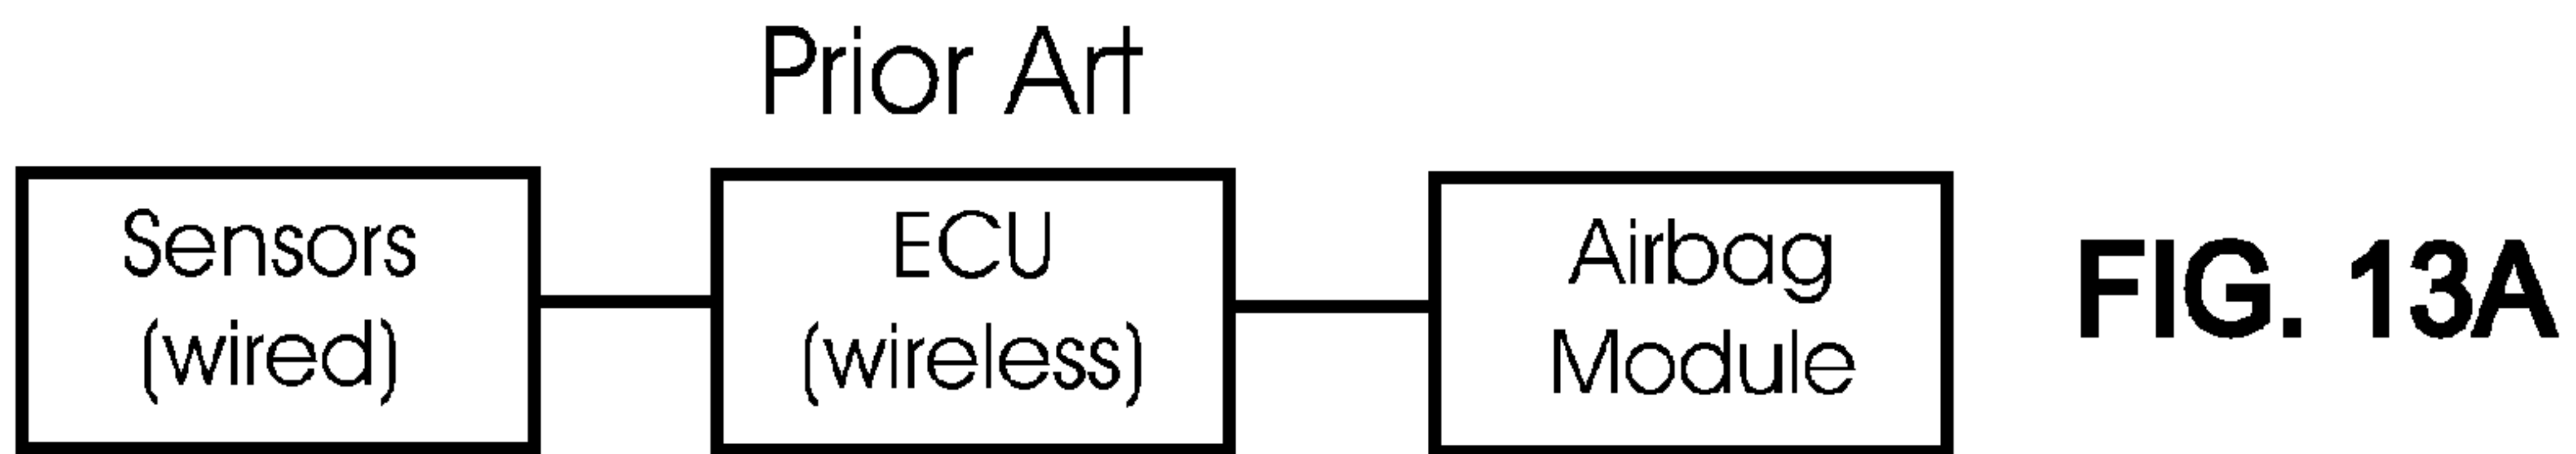 Prior Art
Sensors
(wired)
ECU
(wireless)
Airbag
Module
FIG. 13A